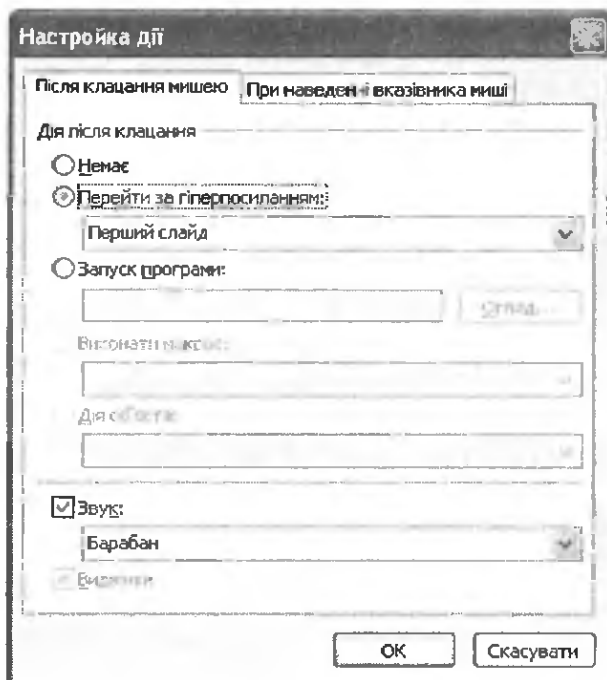 Настройка дії
Після клацання мишею При наведенні вказівника миші
Дія після клацання
Немає
Перейти за гіперпосиланням:
Перший слайд
Запуск програми:
Огляд...
Виконати макрос:
Дія об'єкта:
Звук:
Барабан
Виділити
ОК Скасувати